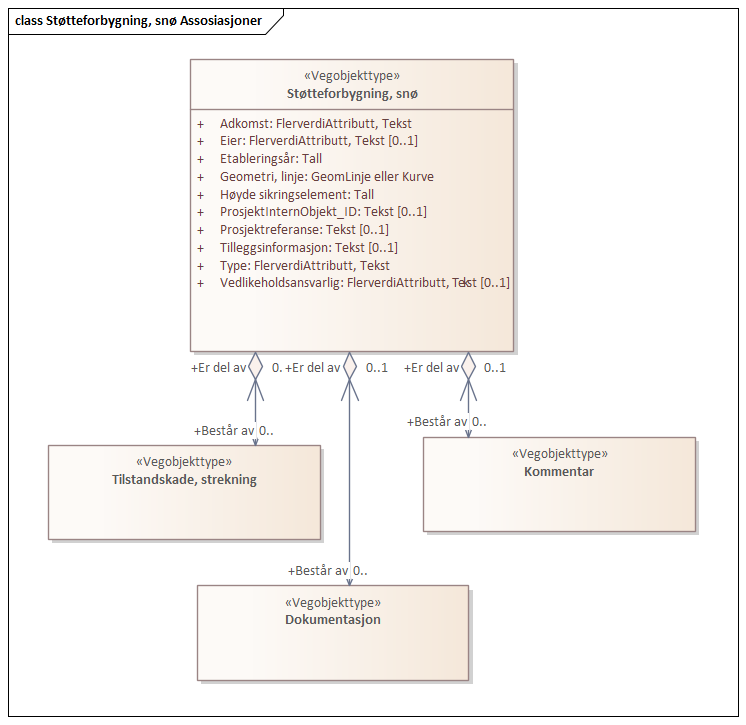 class Støtteforbygning, snø Assosiasjoner
«Vegobjekttype»
Støtteforbygning, snø
+ Adkomst: FlerverdiAttributt, Tekst
+ Eier: FlerverdiAttributt, Tekst [0..1]
+ Etableringsår: Tall
+ Geometri, linje: GeomLinje eller Kurve
+ Høyde sikringselement: Tall
+ ProsjektInternObjekt_ID: Tekst [0..1]
+ Prosjektreferanse: Tekst [0..1]
+ Tilleggsinformasjon: Tekst [0..1]
+ Type: FlerverdiAttributt, Tekst
+ Vedlikeholdsansvarlig: FlerverdiAttributt, Tekst [0..1]
+Er del av 0. +Er del av 0..1 +Er del av 0..1
+Består av 0..
+Består av 0..
«Vegobjekttype»
Tilstandskade, strekning
«Vegobjekttype»
Kommentar
+Består av 0..
«Vegobjekttype»
Dokumentasjon